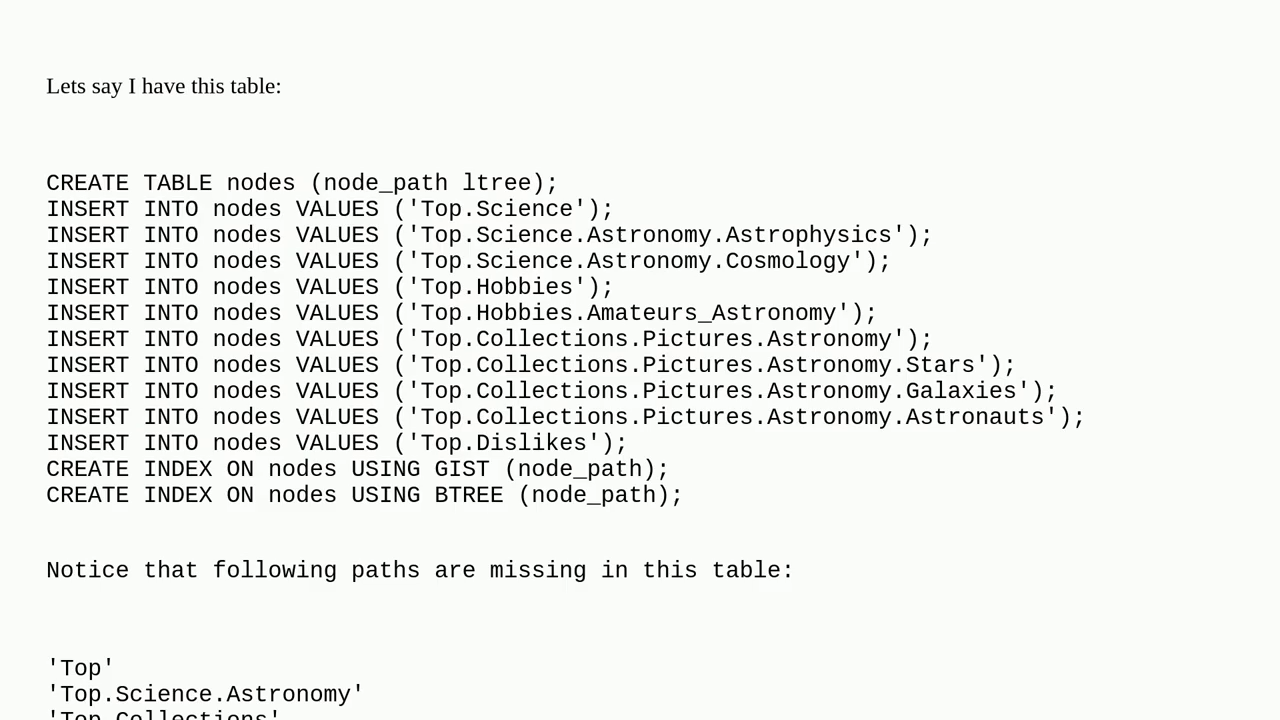 Lets say I have this table:
CREATE TABLE nodes (node_path ltree);
INSERT INTO nodes VALUES ('Top.Science');
INSERT INTO nodes VALUES ('Top.Science.Astronomy.Astrophysics');
INSERT INTO nodes VALUES ('Top.Science.Astronomy.Cosmology');
INSERT INTO nodes VALUES ('Top.Hobbies');
INSERT INTO nodes VALUES ('Top.Hobbies.Amateurs_Astronomy');
INSERT INTO nodes VALUES ('Top.Collections.Pictures.Astronomy');
INSERT INTO nodes VALUES ('Top.Collections.Pictures.Astronomy.Stars');
INSERT INTO nodes VALUES ('Top.Collections.Pictures.Astronomy.Galaxies');
INSERT INTO nodes VALUES ('Top.Collections.Pictures.Astronomy.Astronauts');
INSERT INTO nodes VALUES ('Top.Dislikes');
CREATE INDEX ON nodes USING GIST (node_path);
CREATE INDEX ON nodes USING BTREE (node_path);
Notice that following paths are missing in this table:
'Top'
'Top.Science.Astronomy'
'Top.Collections'